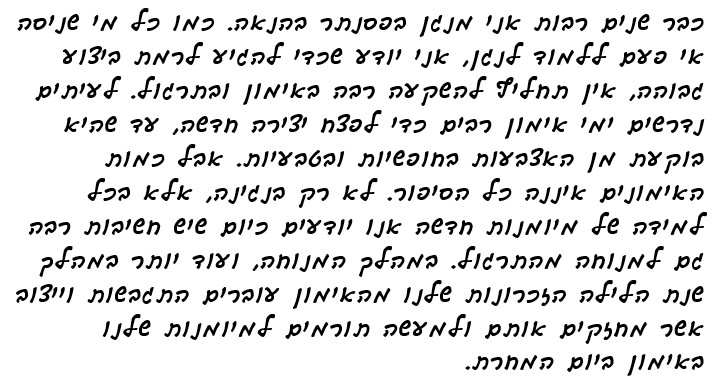 כבר שנים רבות אני מנגן בפסנתר בהנאה. כמו כל מי שניסה
אי פעם ללמוד לנגן, אני יודע שכדי להגיע לרמת ביצוע
גבוהה, אין תחליף להשקעה רבה באימון ובתרגול. לעיתים
נדרשים ימי אימון רבים כדי לפצח יצירה חדשה, עד שהיא
בוקעת מן האצבעות בחופשיות ובטבעיות. אבל כמות
האימונים איננה כל הסיפור. לא רק בנגינה, אלא בכל
למידה של מיומנות חדשה אנו יודעים כיום שיש חשיבות רבה
גם למנוחה מהתרגול. במהלך המנוחה, ועוד יותר במהלך
שנת הלילה הזכרונות שלנו מהאימון עוברים התגבשות וייצוב
אשר מחזקים אותם ולמעשה תורמים למיומנות שלנו
באימון ביום המחרת.